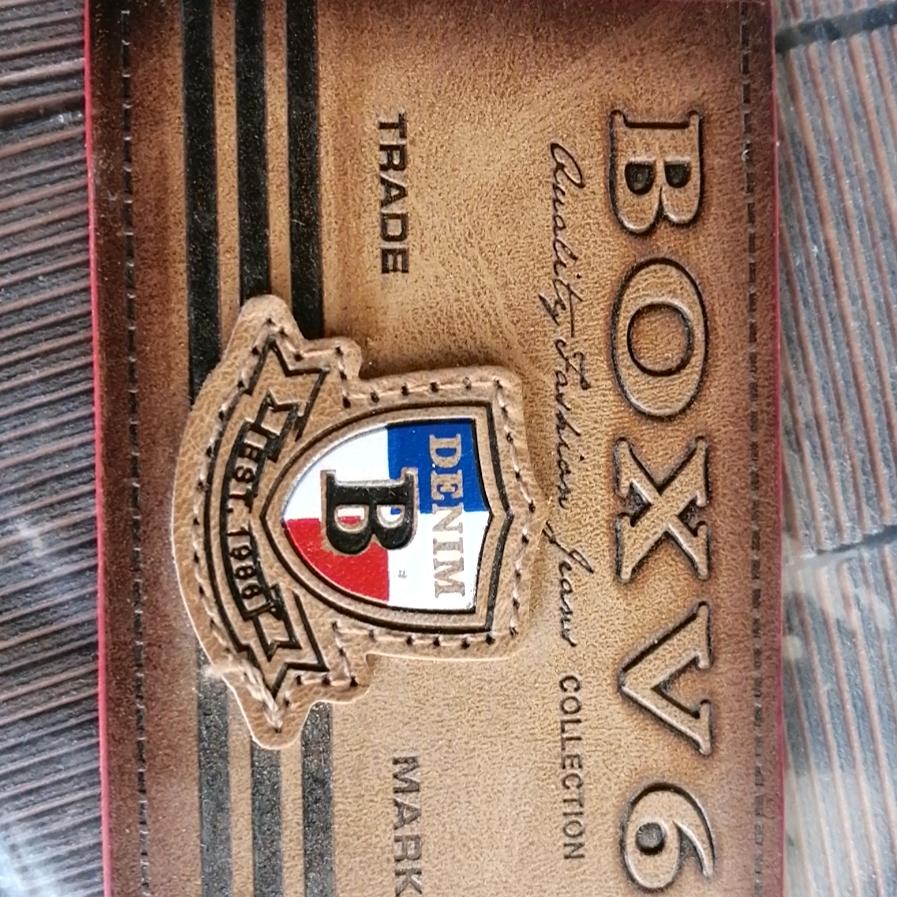 BOXV6
Quality Fashion Jeans COLLECTION
TRADE MARK
DENIM
B
EST. 1986